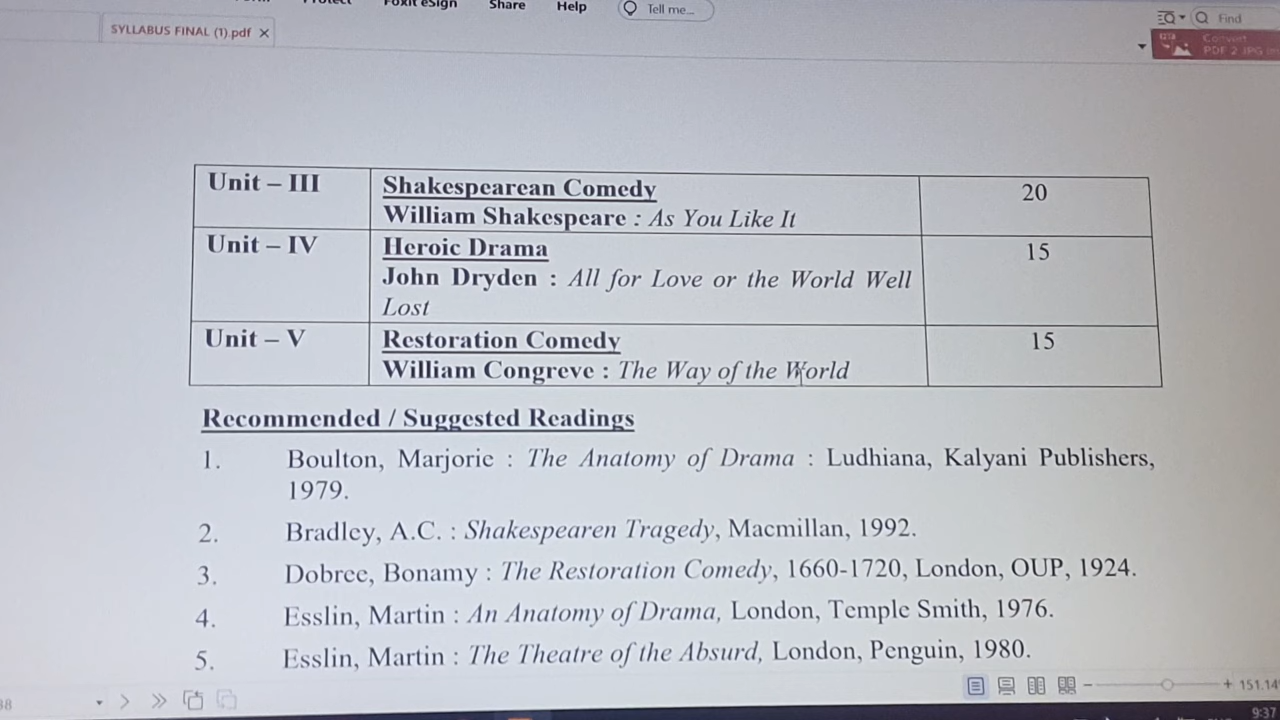 Protect Foxit eSign Share Help Tell me...
Find
SYLLABUS FINAL (1).pdf ×
Convert
PDF 2 JPG
Unit – III Shakespearean Comedy 20
William Shakespeare : As You Like It
Unit – IV Heroic Drama 15
John Dryden : All for Love or the World Well
Lost
Unit – V Restoration Comedy 15
William Congreve : The Way of the World
Recommended / Suggested Readings
1. Boulton, Marjorie : The Anatomy of Drama : Ludhiana, Kalyani Publishers,
1979.
2. Bradley, A.C. : Shakespearen Tragedy, Macmillan, 1992.
3. Dobree, Bonamy : The Restoration Comedy, 1660-1720, London, OUP, 1924.
4. Esslin, Martin : An Anatomy of Drama, London, Temple Smith, 1976.
5. Esslin, Martin : The Theatre of the Absurd, London, Penguin, 1980.
151.14
9:37